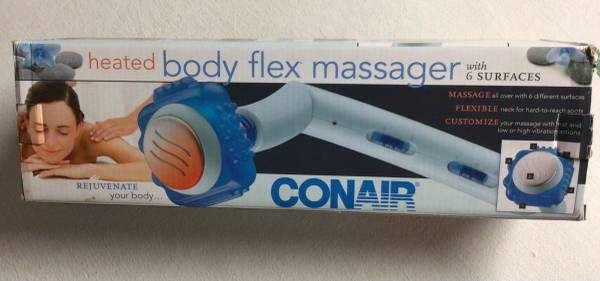 heated body flex massager with
6 SURFACES
MASSAGE all over with 6 different surfaces
FLEXIBLE neck for hard-to-reach spots
CUSTOMIZE your massage with heat and
low or high vibration options
REJUVENATE
your body...
CONAIR®